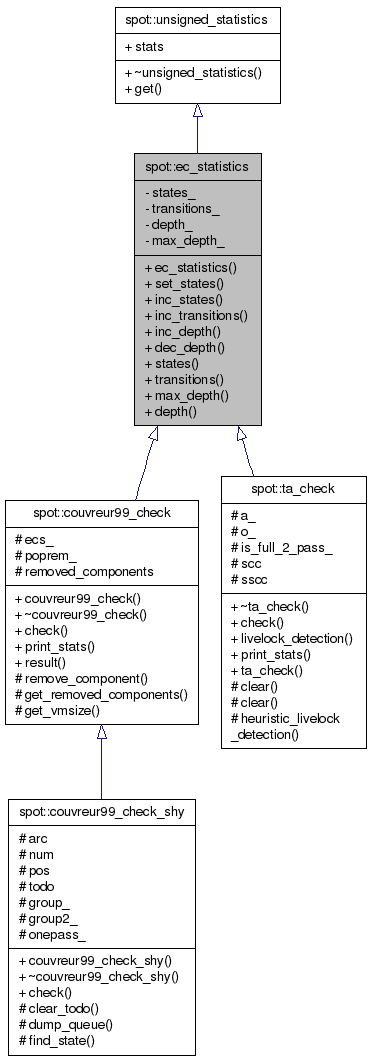 spot::unsigned_statistics
+ stats
+ ~unsigned_statistics()
+ get()
spot::ec_statistics
- states_
- transitions_
- depth_
- max_depth_
+ ec_statistics()
+ set_states()
+ inc_states()
+ inc_transitions()
+ inc_depth()
+ dec_depth()
+ states()
+ transitions()
+ max_depth()
+ depth()
spot::couvreur99_check
# ecs_
# poprem_
# removed_components
+ couvreur99_check()
+ ~couvreur99_check()
+ check()
+ print_stats()
+ result()
# remove_component()
# get_removed_components()
# get_vmsize()
spot::ta_check
# a_
# o_
# is_full_2_pass_
# scc
# sscc
+ ~ta_check()
+ check()
+ livelock_detection()
+ print_stats()
+ ta_check()
# clear()
# clear()
# heuristic_livelock
_detection()
spot::couvreur99_check_shy
# arc
# num
# pos
# todo
# group_
# group2_
# onepass_
+ couvreur99_check_shy()
+ ~couvreur99_check_shy()
+ check()
# clear_todo()
# dump_queue()
# find_state()